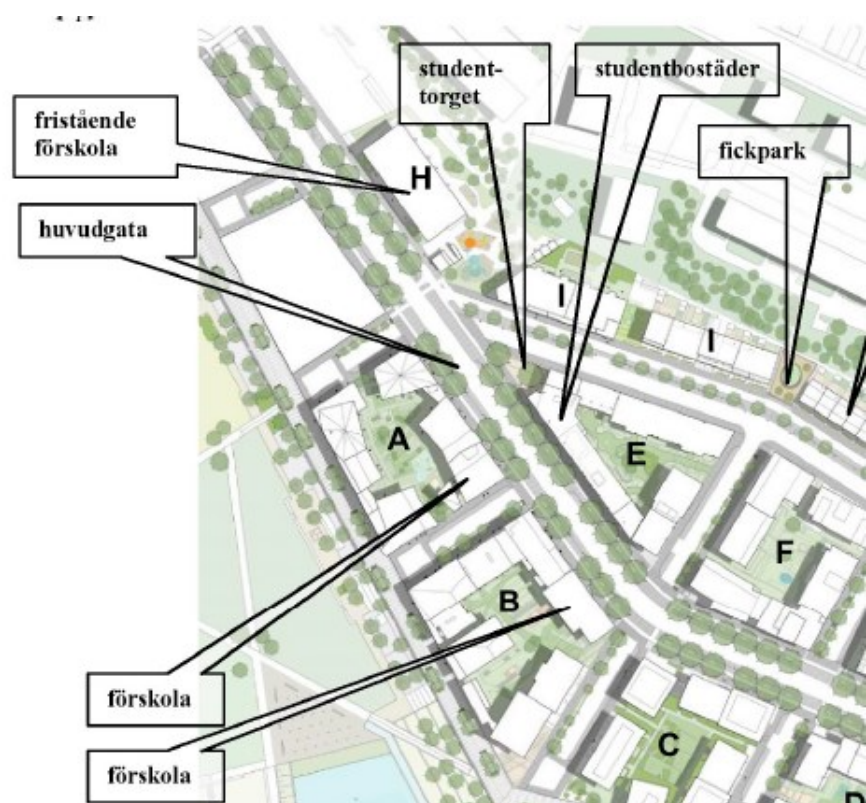 student-
torget
studentbostäder
fristående
förskola
fickpark
H
huvudgata
I
I
A
E
F
B
förskola
C
förskola
D